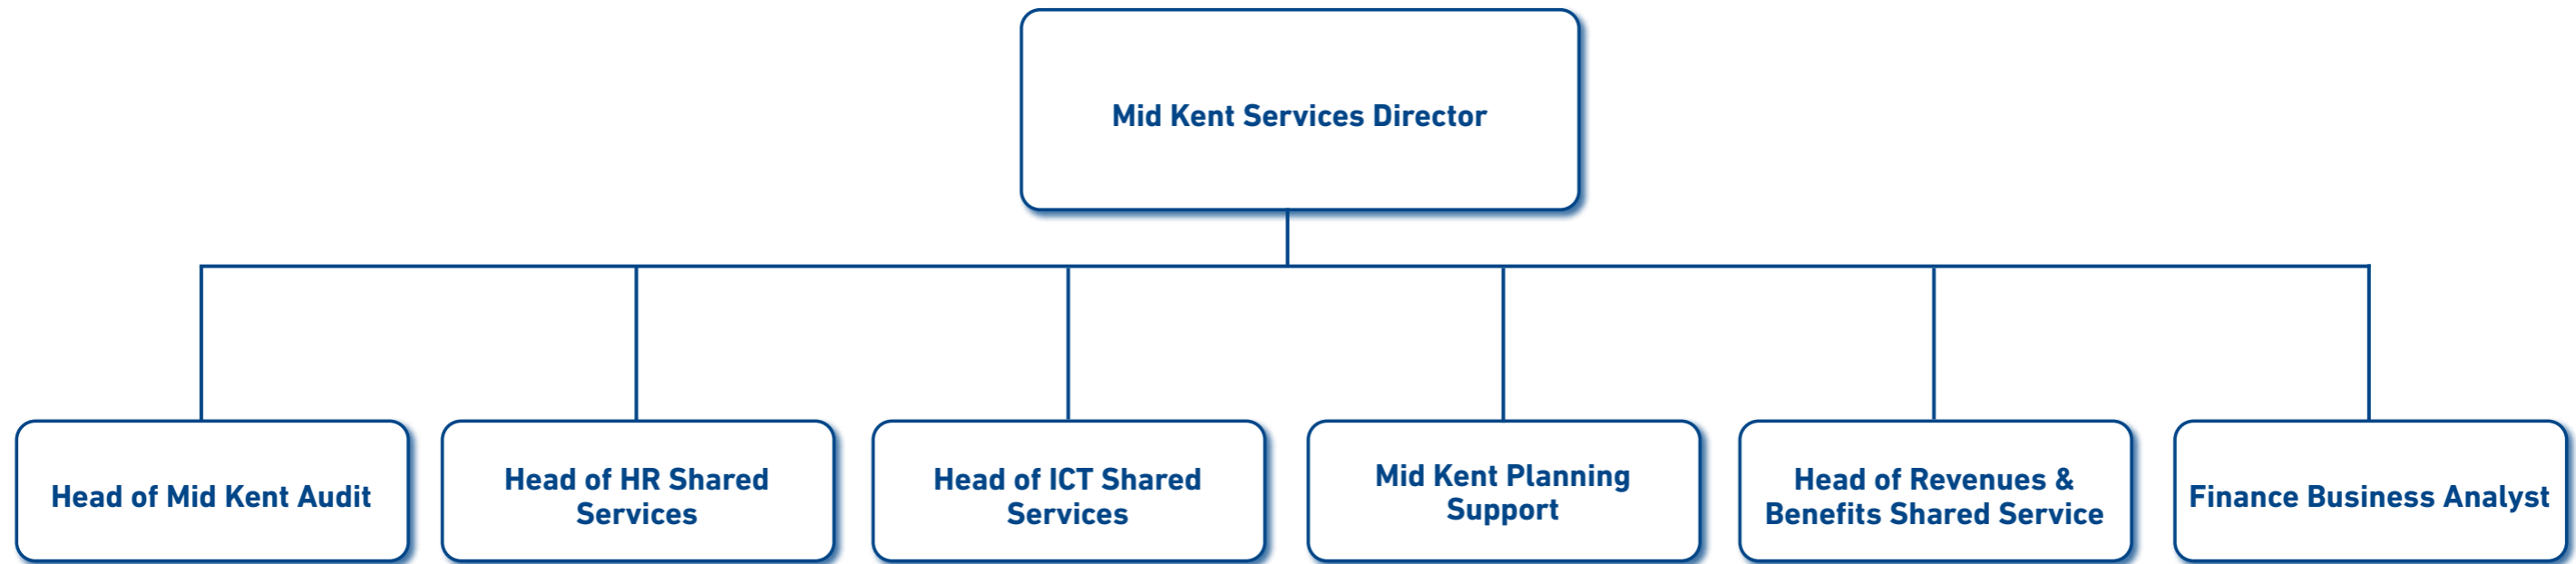 Mid Kent Services Director
Head of Mid Kent Audit
Head of HR Shared
Services
Head of ICT Shared
Services
Mid Kent Planning
Support
Head of Revenues &
Benefits Shared Service
Finance Business Analyst